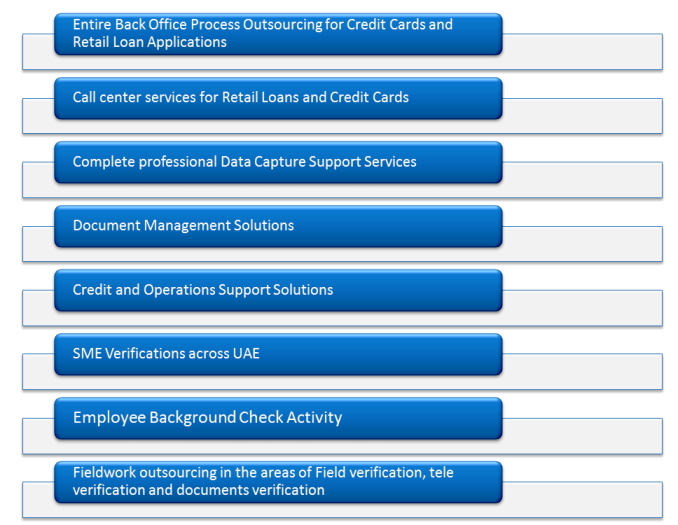 Entire Back Office Process Outsourcing for Credit Cards and
Retail Loan Applications
Call center services for Retail Loans and Credit Cards
Complete professional Data Capture Support Services
Document Management Solutions
Credit and Operations Support Solutions
SME Verifications across UAE
Employee Background Check Activity
Fieldwork outsourcing in the areas of Field verification, tele
verification and documents verification